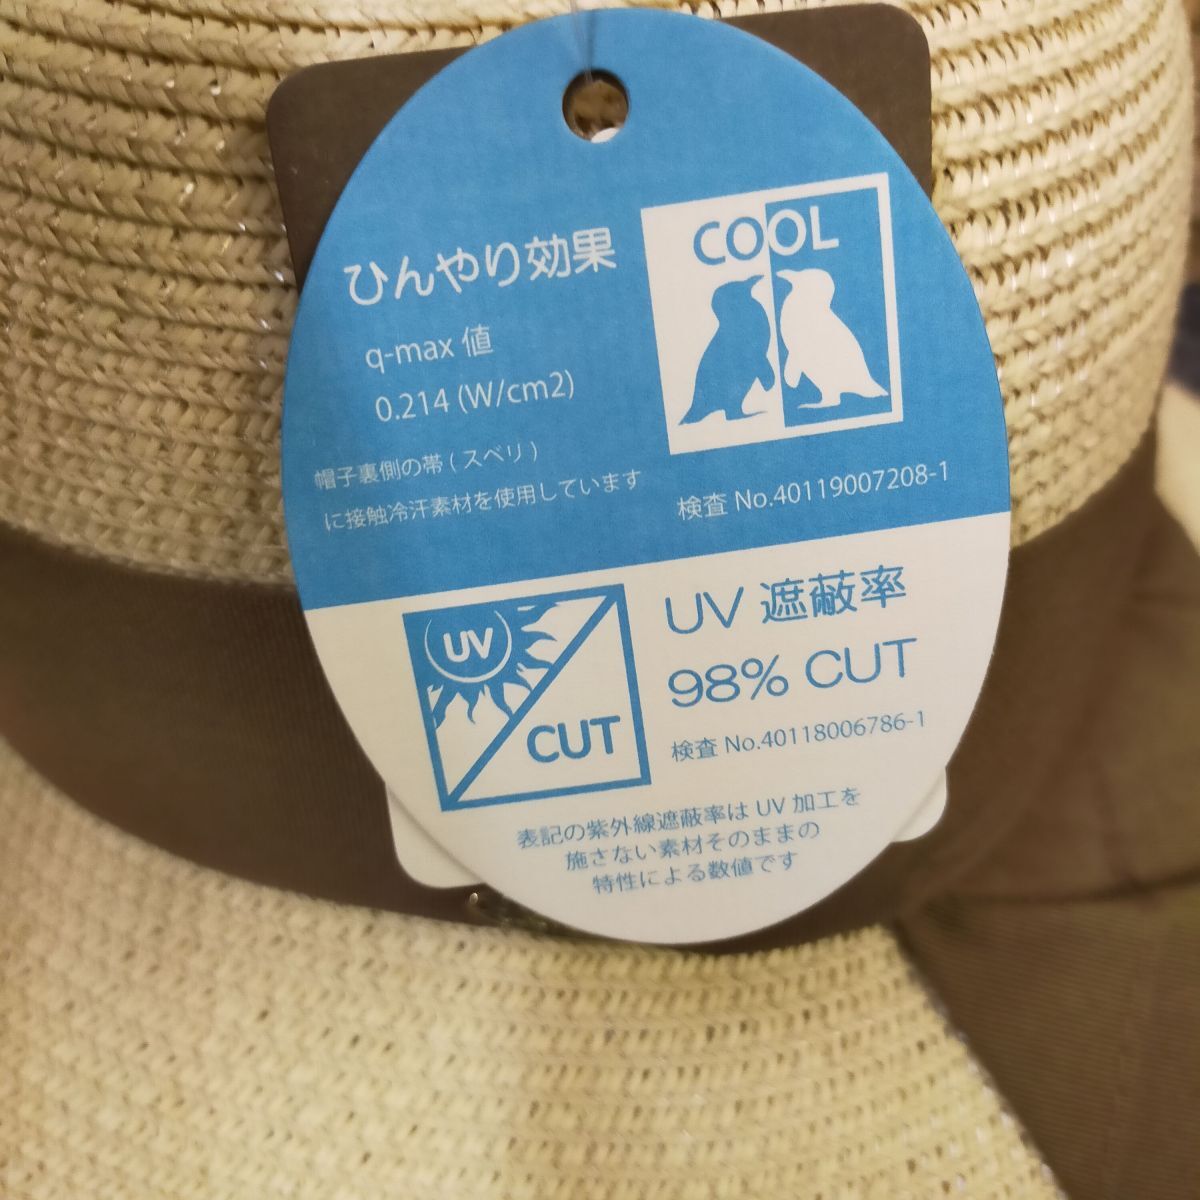 COOL
ひんやり効果
q-max 値
0.214 (W/cm2)
帽子裏側の帯 (スベリ)
に接触冷汗素材を使用しています
検査 No.40119007208-1
UV
CUT
UV 遮蔽率
98% CUT
検査 No.40118006786-1
表記の紫外線遮蔽率は UV 加工を
施さない素材そのままの
特性による数値です